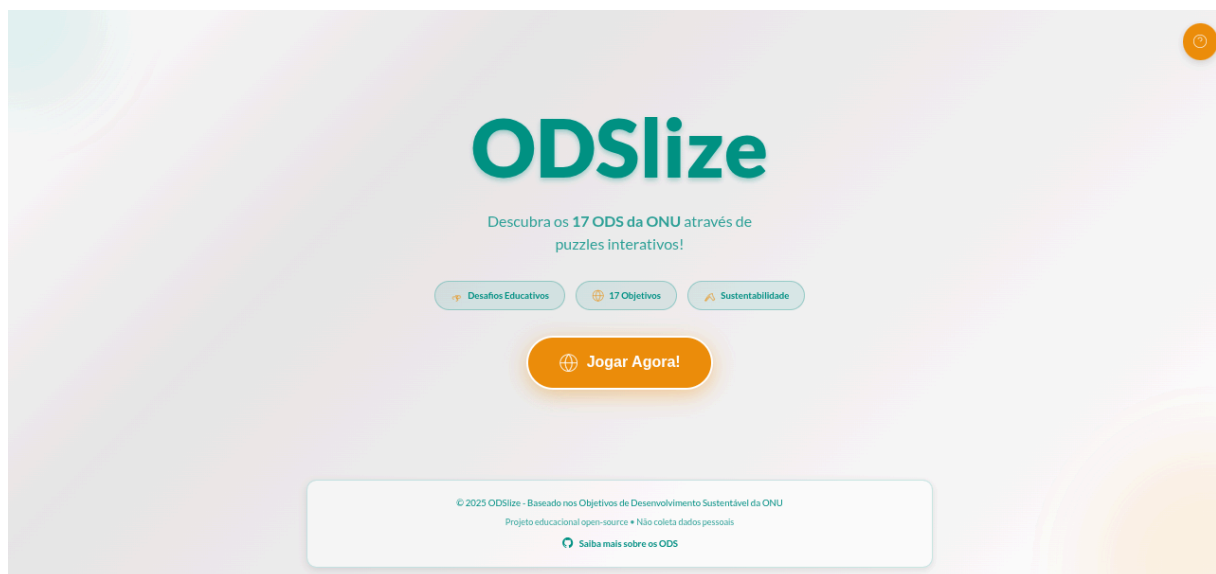 ODSlize
Descubra os 17 ODS da ONU através de
puzzles interativos!
Desafios Educativos
17 Objetivos
Sustentabilidade
Jogar Agora!
© 2025 ODSlize - Baseado nos Objetivos de Desenvolvimento Sustentável da ONU
Projeto educacional open-source • Não coleta dados pessoais
Saiba mais sobre os ODS